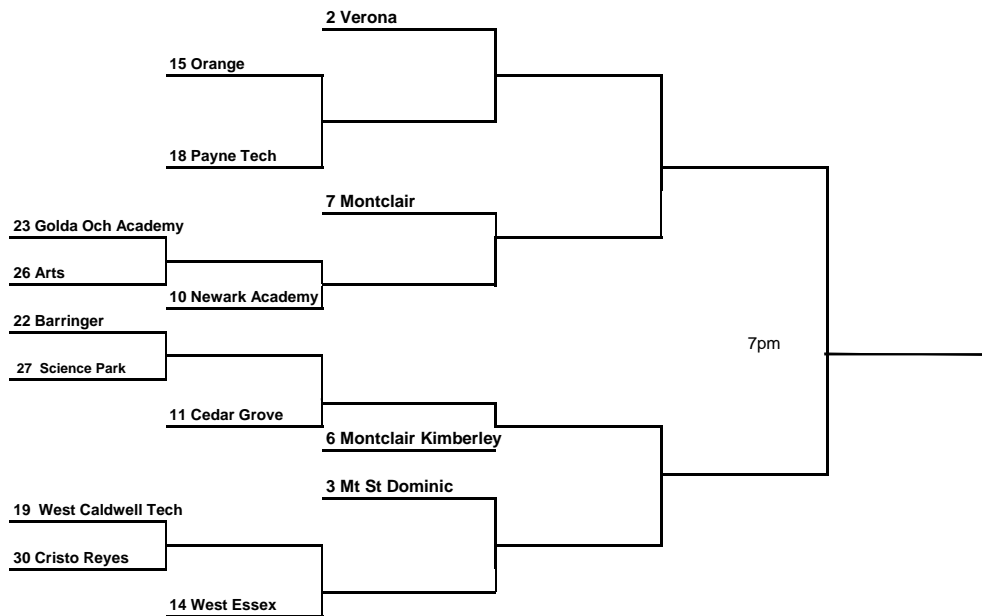 2 Verona
15 Orange
18 Payne Tech
7 Montclair
23 Golda Och Academy
26 Arts
10 Newark Academy
22 Barringer
7pm
27 Science Park
11 Cedar Grove
6 Montclair Kimberley
3 Mt St Dominic
19 West Caldwell Tech
30 Cristo Reyes
14 West Essex